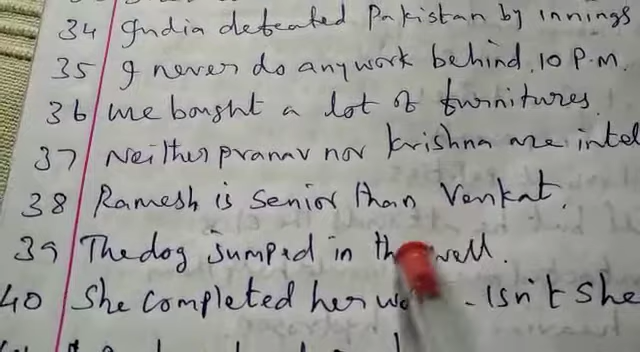 34 India defeated Pakistan by innings
35 I never do any work behind 10 P.M.
36 We bought a lot of furnitures.
37 Neither pranav nor Krishna are intel
38 Ramesh is senior than Venkat.
39 The dog jumped in the well.
40 She completed her - Isn't She